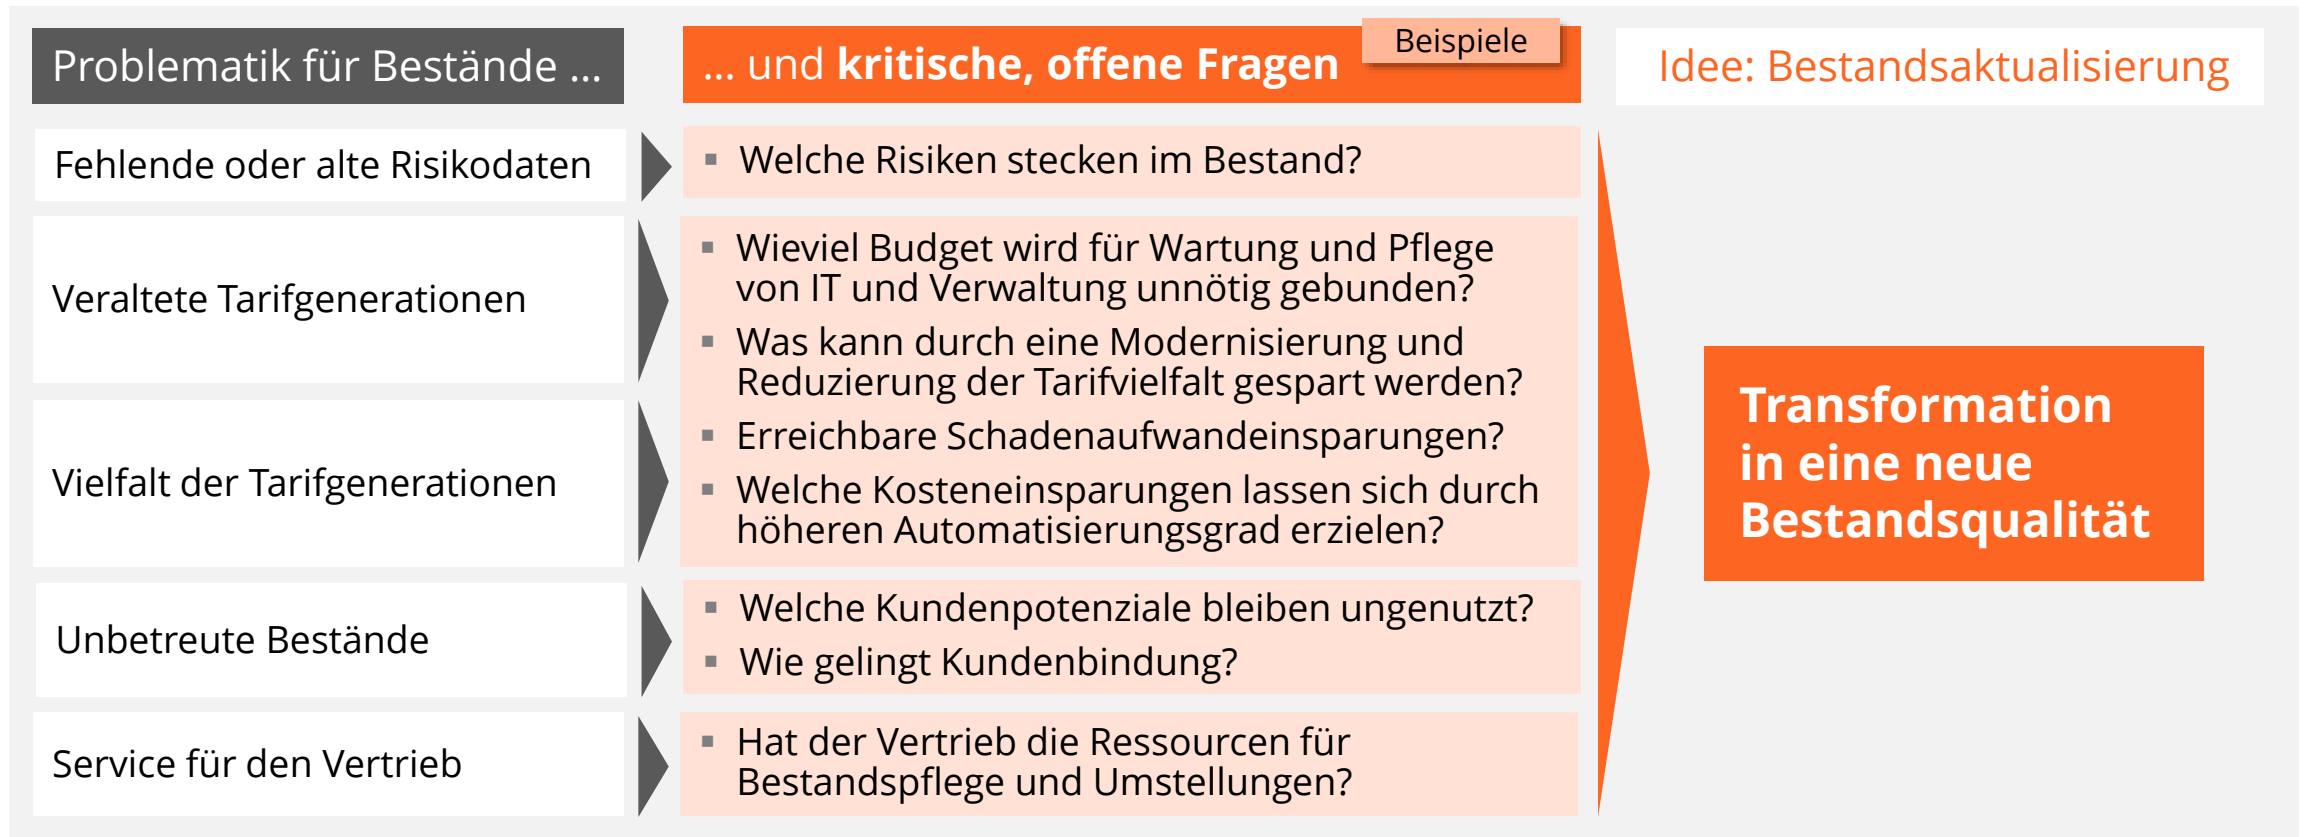 Problematik für Bestände ...
... und kritische, offene Fragen
Beispiele
Idee: Bestandsaktualisierung
Fehlende oder alte Risikodaten
▪ Welche Risiken stecken im Bestand?
Veraltete Tarifgenerationen
Vielfalt der Tarifgenerationen
▪ Wieviel Budget wird für Wartung und Pflege
von IT und Verwaltung unnötig gebunden?
▪ Was kann durch eine Modernisierung und
Reduzierung der Tarifvielfalt gespart werden?
▪ Erreichbare Schadenaufwandeinsparungen?
▪ Welche Kosteneinsparungen lassen sich durch
höheren Automatisierungsgrad erzielen?
Unbetreute Bestände
▪ Welche Kundenpotenziale bleiben ungenutzt?
▪ Wie gelingt Kundenbindung?
Service für den Vertrieb
▪ Hat der Vertrieb die Ressourcen für
Bestandspflege und Umstellungen?
Transformation
in eine neue
Bestandsqualität